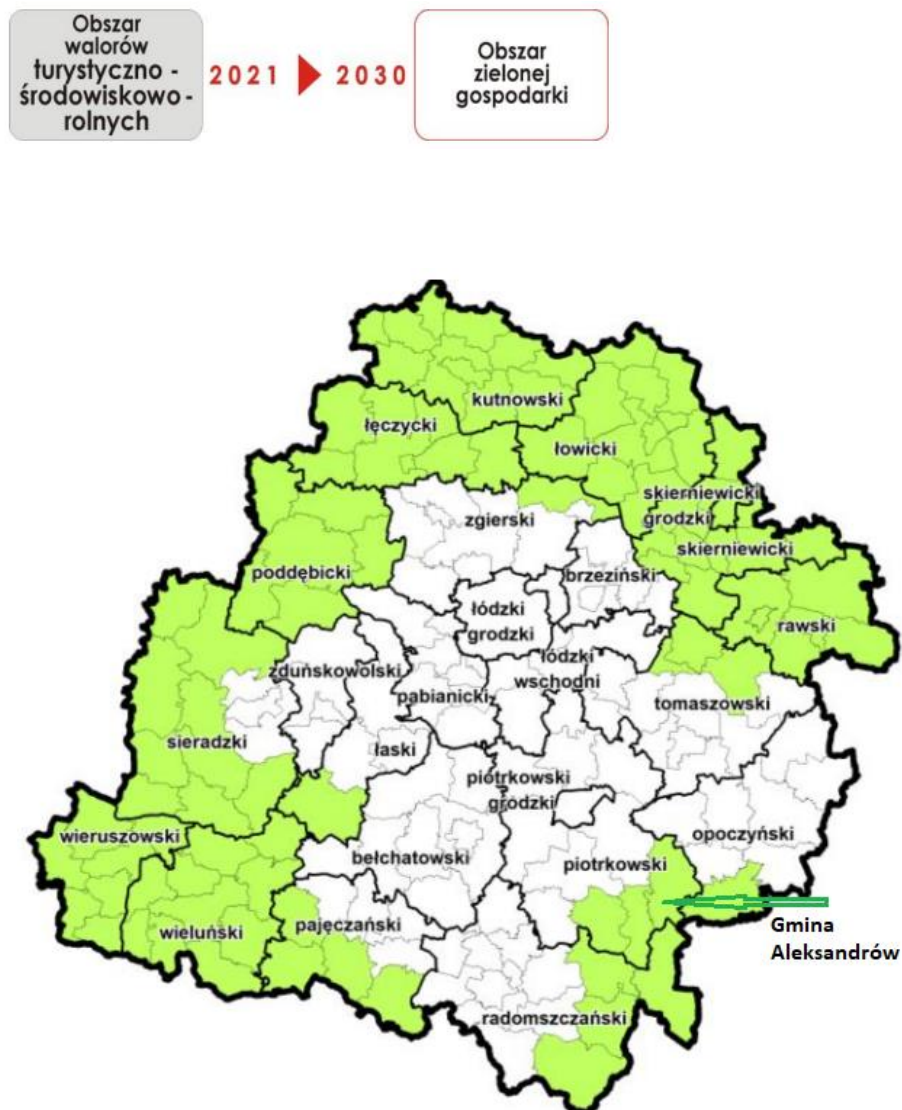 Obszar
walorów
turystyczno -
środowiskowo -
rolnych
2021
2030
Obszar
zielonej
gospodarki
kutnowski
łęczycki
łowicki
skierniewicki
grodzki
zgierski
skierniewicki
poddębicki
brzeziński
łódzki
grodzki
rawski
łódzki
wschodni
zduńskowolski
pabianicki
tomaszowski
sieradzki
łaski
piotrkowski
grodzki
wieruszowski
opoczyński
bełchatowski
piotrkowski
pajęczański
wieluński
Gmina
Aleksandrów
radomszczański